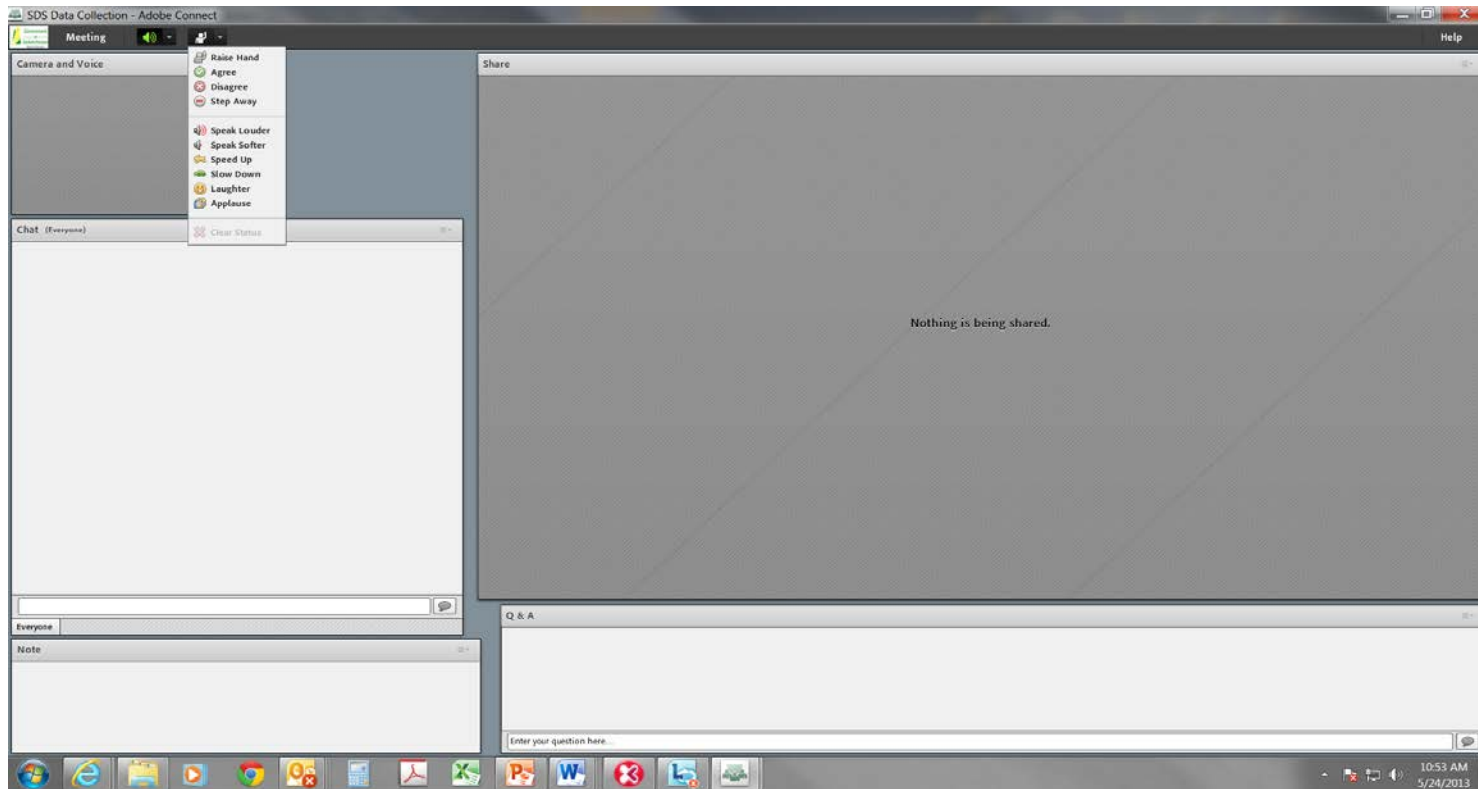 SDS Data Collection - Adobe Connect
Meeting
Help
Camera and Voice
Raise Hand
Agree
Disagree
Step Away
Speak Louder
Speak Softer
Speed Up
Slow Down
Laughter
Applause
Clear Status
Chat (Everyone)
Everyone
Note
Share
Nothing is being shared.
Q & A
Enter your question here...
10:53 AM
5/24/2013